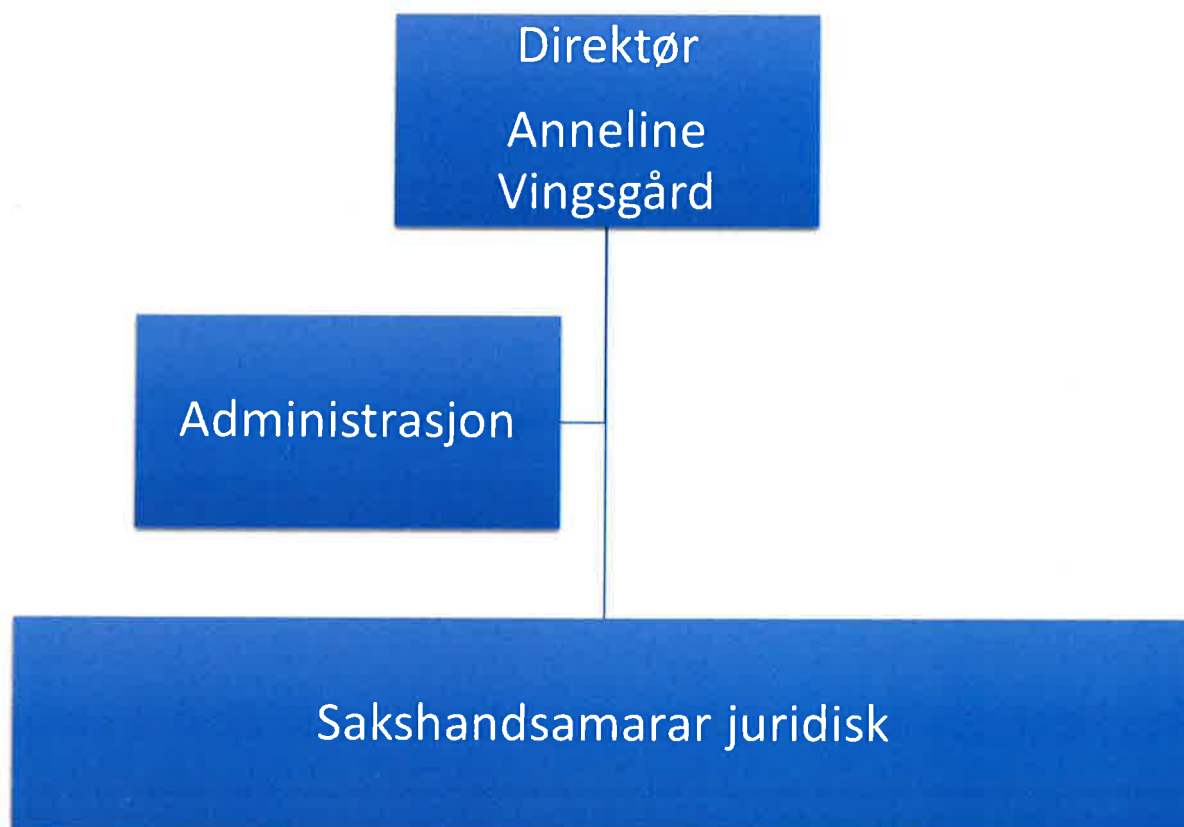 Direktør
Anneline
Vingsgård
Administrasjon
Sakshandsamarar juridisk